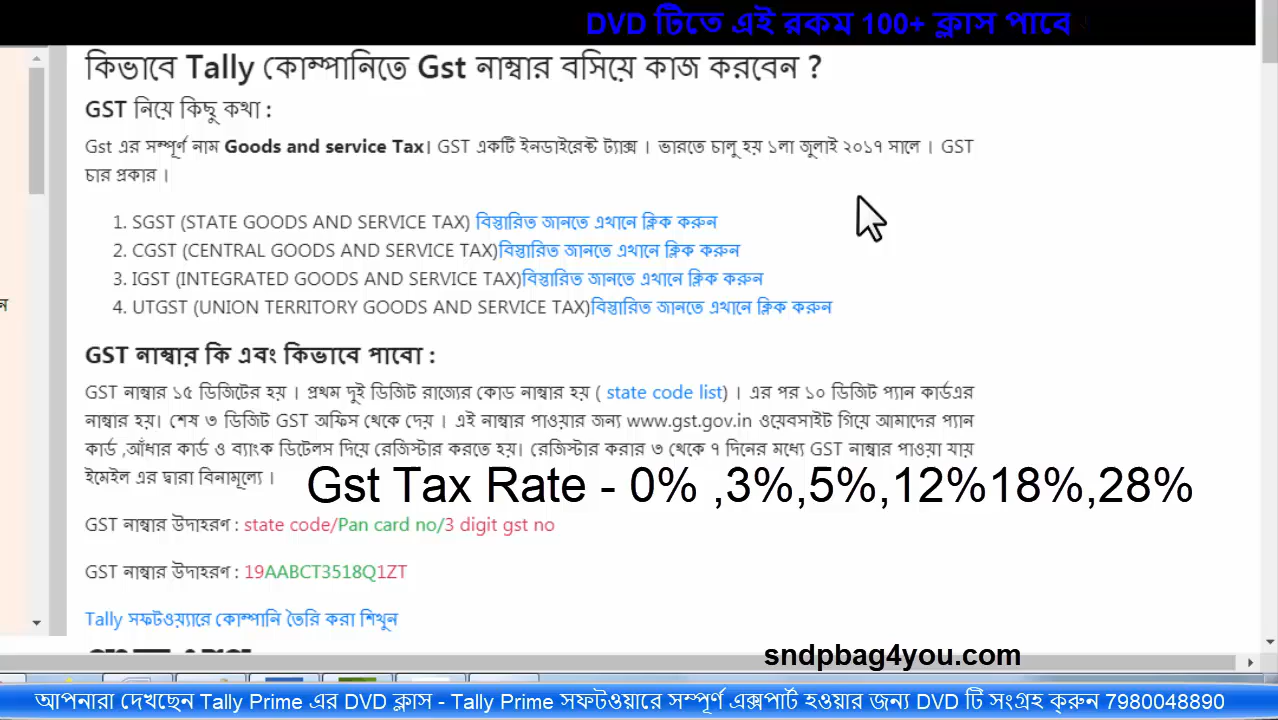 DVD টিতে এই রকম 100+ ক্লাস পাবে
কিভাবে Tally কোম্পানিতে Gst নাম্বার বসিয়ে কাজ করবেন ?
GST নিয়ে কিছু কথা :
Gst এর সম্পূর্ণ নাম Goods and service Tax। GST একটি ইনডাইরেক্ট ট্যাক্স । ভারতে চালু হয় ১লা জুলাই ২০১৭ সালে । GST
চার প্রকার ।
1. SGST (STATE GOODS AND SERVICE TAX) বিস্তারিত জানতে এখানে ক্লিক করুন
2. CGST (CENTRAL GOODS AND SERVICE TAX)বিস্তারিত জানতে এখানে ক্লিক করুন
3. IGST (INTEGRATED GOODS AND SERVICE TAX)বিস্তারিত জানতে এখানে ক্লিক করুন
4. UTGST (UNION TERRITORY GOODS AND SERVICE TAX)বিস্তারিত জানতে এখানে ক্লিক করুন
GST নাম্বার কি এবং কিভাবে পাবো :
GST নাম্বার ১৫ ডিজিটের হয় । প্রথম দুই ডিজিট রাজ্যের কোড নাম্বার হয় ( state code list) । এর পর ১০ ডিজিট প্যান কার্ডএর
নাম্বার হয়। শেষ ৩ ডিজিট GST অফিস থেকে দেয় । এই নাম্বার পাওয়ার জন্য www.gst.gov.in ওয়েবসাইট গিয়ে আমাদের প্যান
কার্ড ,আঁধার কার্ড ও ব্যাংক ডিটেলস দিয়ে রেজিস্টার করতে হয়। রেজিস্টার করার ৩ থেকে ৭ দিনের মধ্যে GST নাম্বার পাওয়া যায়
ইমেইল এর দ্বারা বিনামূল্যে ।
Gst Tax Rate - 0% ,3%,5%,12%18%,28%
GST নাম্বার উদাহরণ : state code/Pan card no/3 digit gst no
GST নাম্বার উদাহরণ : 19AABCT3518Q1ZT
Tally সফটওয়্যারে কোম্পানি তৈরি করা শিখুন
sndpbag4you.com
আপনারা দেখছেন Tally Prime এর DVD ক্লাস - Tally Prime সফটওয়ারে সম্পূর্ণ এক্সপার্ট হওয়ার জন্য DVD টি সংগ্রহ করুন 7980048890